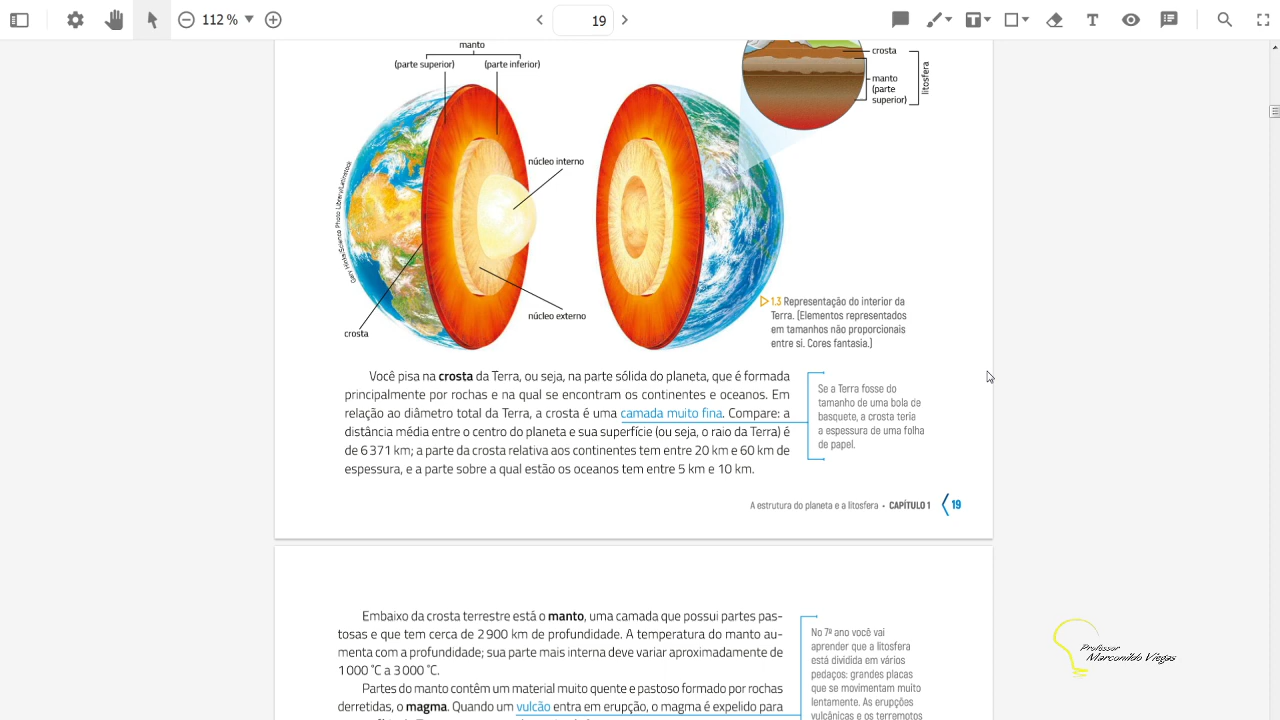 112 %
19
manto
(parte superior)
(parte inferior)
núcleo interno
núcleo externo
crosta
Gary Hincks/Science Photo Library/Latinstock
crosta
manto
(parte
superior)
litosfera
1.3 Representação do interior da
Terra. (Elementos representados
em tamanhos não proporcionais
entre si. Cores fantasia.)
Você pisa na crosta da Terra, ou seja, na parte sólida do planeta, que é formada
principalmente por rochas e na qual se encontram os continentes e oceanos. Em
relação ao diâmetro total da Terra, a crosta é uma camada muito fina. Compare: a
distância média entre o centro do planeta e sua superfície (ou seja, o raio da Terra) é
de 6 371 km; a parte da crosta relativa aos continentes tem entre 20 km e 60 km de
espessura, e a parte sobre a qual estão os oceanos tem entre 5 km e 10 km.
Se a Terra fosse do
tamanho de uma bola de
basquete, a crosta teria
a espessura de uma folha
de papel.
A estrutura do planeta e a litosfera • CAPÍTULO 1 19
Embaixo da crosta terrestre está o manto, uma camada que possui partes pas-
tosas e que tem cerca de 2 900 km de profundidade. A temperatura do manto au-
menta com a profundidade; sua parte mais interna deve variar aproximadamente de
1 000 °C a 3 000 °C.
Partes do manto contêm um material muito quente e pastoso formado por rochas
derretidas, o magma. Quando um vulcão entra em erupção, o magma é expelido para
No 7º ano você vai
aprender que a litosfera
está dividida em vários
pedaços: grandes placas
que se movimentam muito
lentamente. As erupções
vulcânicas e os terremotos
Professor
Marconildo Viegas